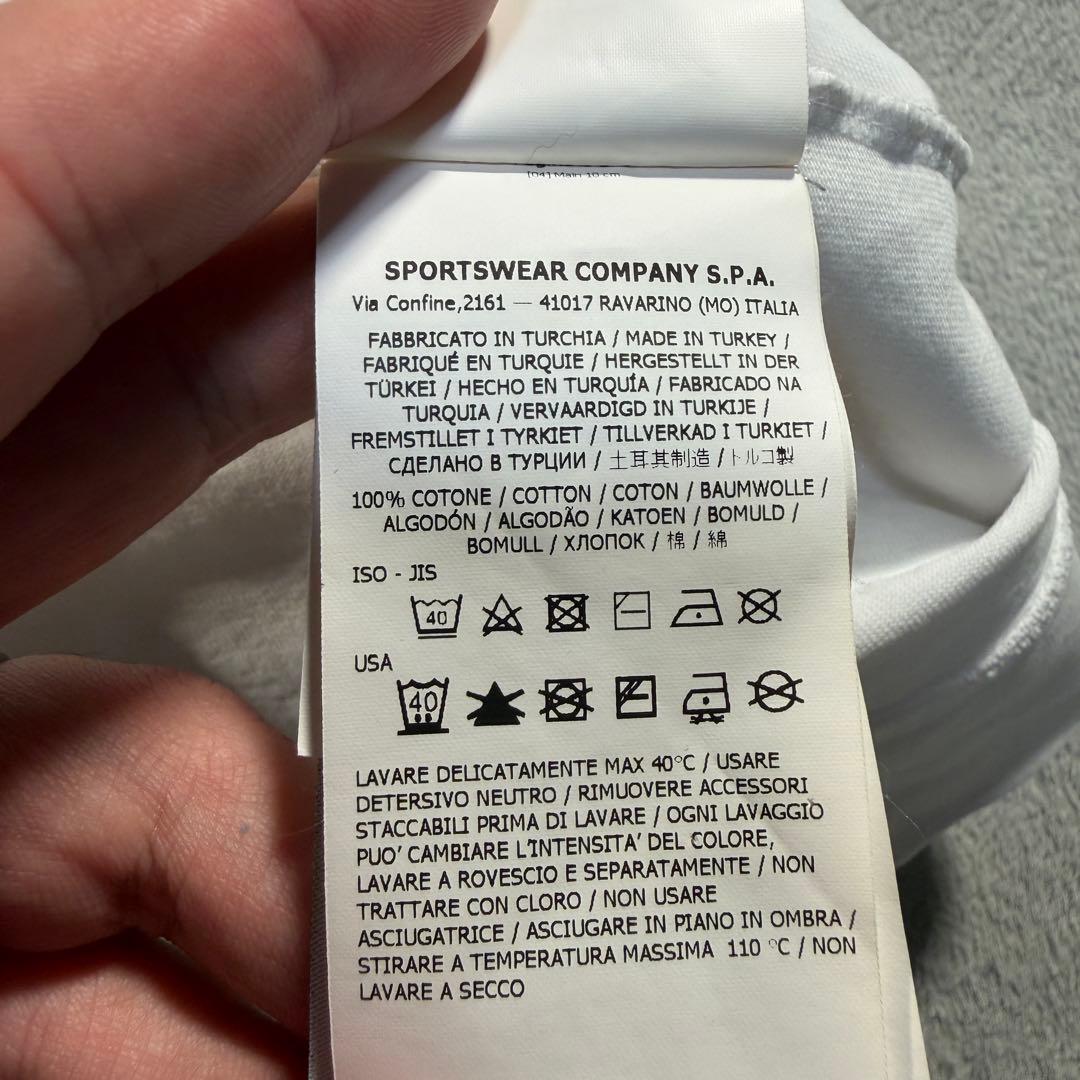 [04] Main 10 cm
SPORTSWEAR COMPANY S.P.A.
Via Confine,2161 — 41017 RAVARINO (MO) ITALIA
FABBRICATO IN TURCHIA / MADE IN TURKEY /
FABRIQUÉ EN TURQUIE / HERGESTELLT IN DER
TÜRKEI / HECHO EN TURQUÍA / FABRICADO NA
TURQUIA / VERVAARDIGD IN TURKIJE /
FREMSTILLET I TYRKIET / TILLVERKAD I TURKIET /
СДЕЛАНО В ТУРЦИИ / 土耳其制造 / トルコ製
100% COTONE / COTTON / COTON / BAUMWOLLE /
ALGODÓN / ALGODÃO / KATOEN / BOMULD /
BOMULL / ХЛОПОК / 棉 / 綿
ISO - JIS
40
USA
40
LAVARE DELICATAMENTE MAX 40°C / USARE
DETERSIVO NEUTRO / RIMUOVERE ACCESSORI
STACCABILI PRIMA DI LAVARE / OGNI LAVAGGIO
PUO' CAMBIARE L'INTENSITA' DEL COLORE,
LAVARE A ROVESCIO E SEPARATAMENTE / NON
TRATTARE CON CLORO / NON USARE
ASCIUGATRICE / ASCIUGARE IN PIANO IN OMBRA /
STIRARE A TEMPERATURA MASSIMA 110 °C / NON
LAVARE A SECCO